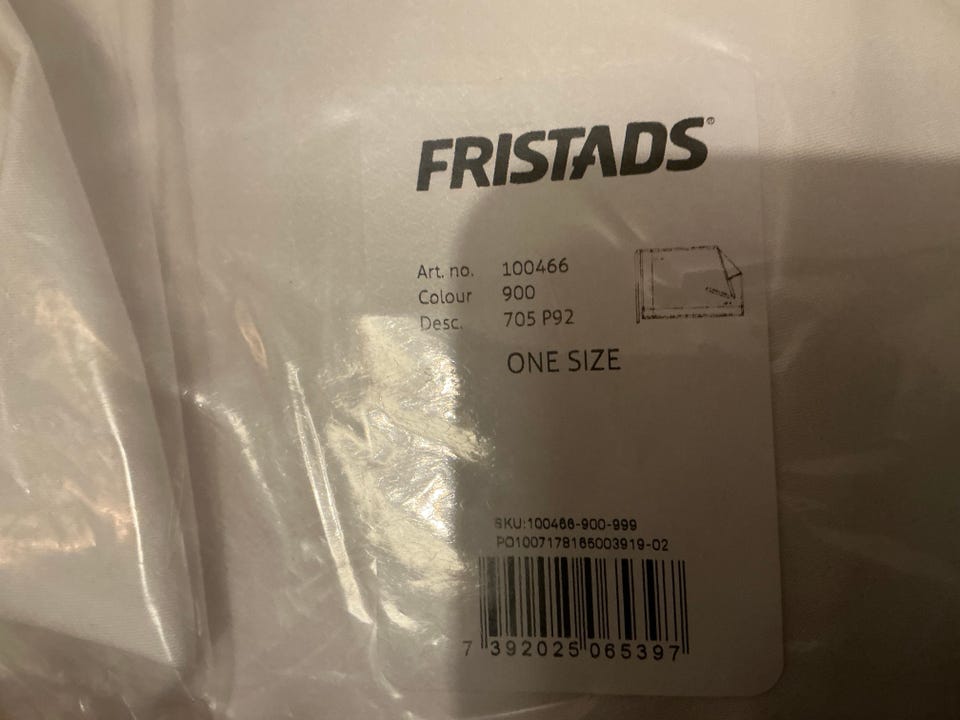 FRISTADS®
Art. no. 100466
Colour 900
Desc. 705 P92
ONE SIZE
SKU:100466-900-999
PO1007178165003919-02
7 392025 065397